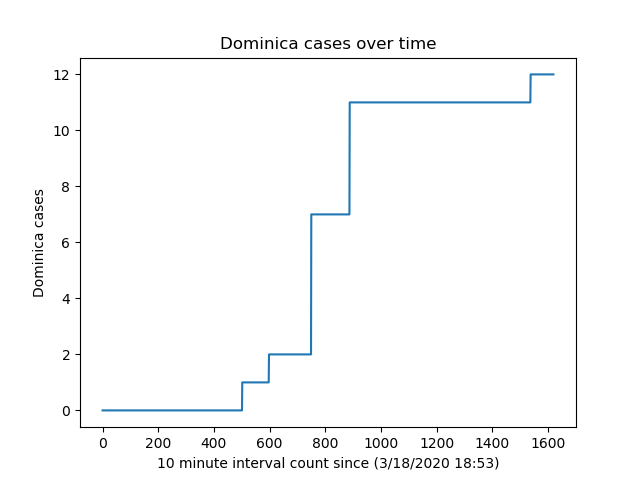 Dominica cases over time
Dominica cases
12
10
8
6
4
2
0
0 200 400 600 800 1000 1200 1400 1600
10 minute interval count since (3/18/2020 18:53)